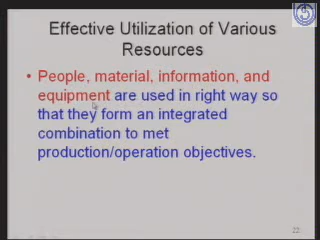 Effective Utilization of Various
Resources
• People, material, information, and
equipment are used in right way so
that they form an integrated
combination to met
production/operation objectives.
22